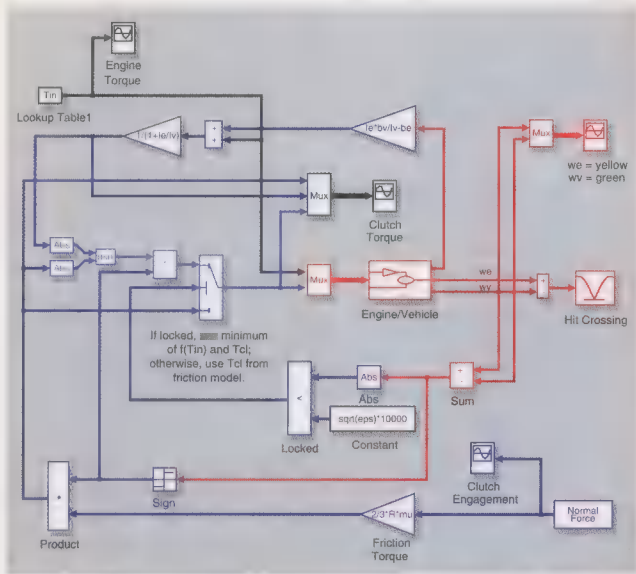 Engine
Torque
Tin
Lookup Table1
(1+Ie/Iv)
Ie*bv/Iv-be
Mux
we = yellow
wv = green
Mux
Clutch
Torque
Abs
Abs
Mux
Engine/Vehicle
we
wv
Hit Crossing
If locked, minimum
of f(Tin) and Tcl;
otherwise, use Tcl from
friction model.
<
Locked
Abs
Abs
sqrt(eps)*10000
Constant
Sum
Sign
Clutch
Engagement
*
Product
2/3*R*mu
Friction
Torque
Normal
Force